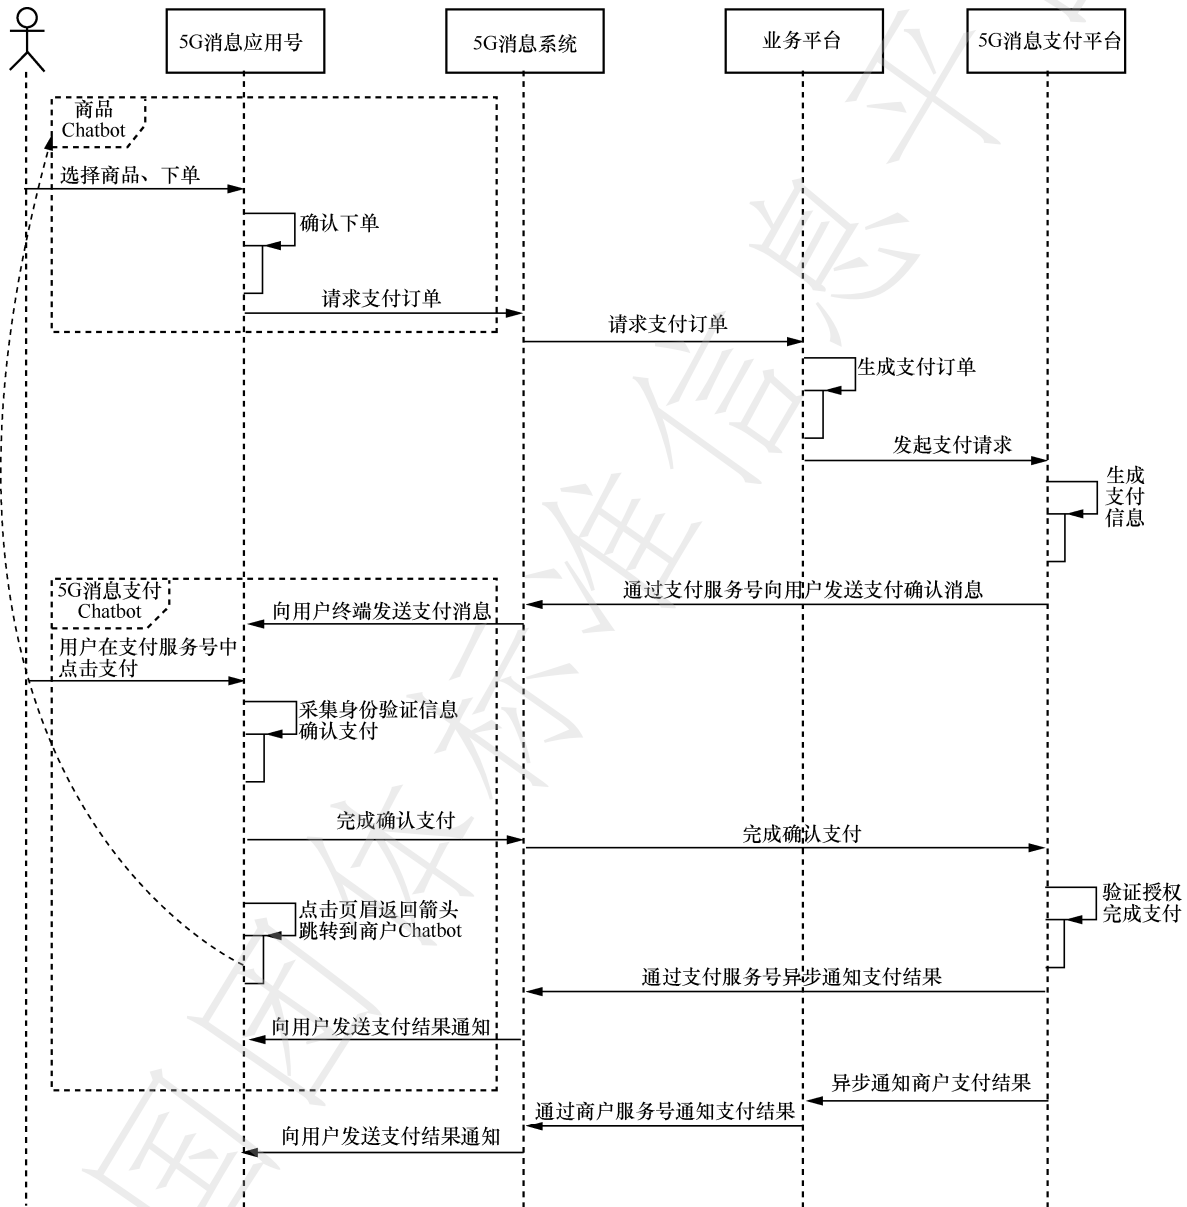 5G消息应用号
5G消息系统
业务平台
5G消息支付平台
商品
Chatbot
选择商品、下单
确认下单
请求支付订单
请求支付订单
生成支付订单
发起支付请求
生成
支付
信息
5G消息支付
Chatbot
通过支付服务号向用户发送支付确认消息
向用户终端发送支付消息
用户在支付服务号中
点击支付
采集身份验证信息
确认支付
完成确认支付
完成确认支付
验证授权
完成支付
点击页眉返回箭头
跳转到商户Chatbot
通过支付服务号异步通知支付结果
向用户发送支付结果通知
异步通知商户支付结果
通过商户服务号通知支付结果
向用户发送支付结果通知
国团体标准信息平